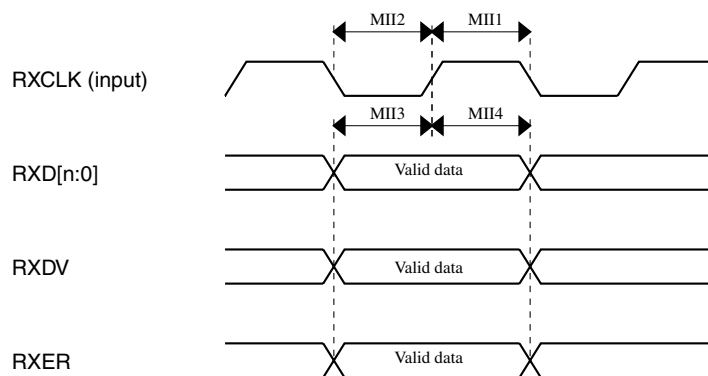 MII2 MII1
RXCLK (input)
MII3 MII4
RXD[n:0] Valid data
RXDV Valid data
RXER Valid data